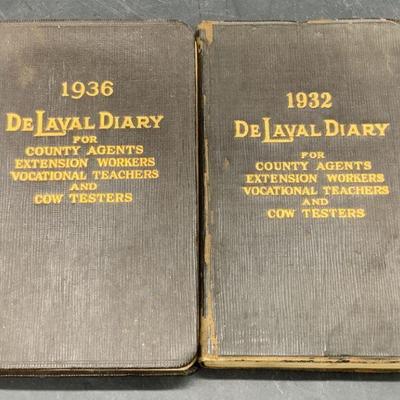 1936
DE LAVAL DIARY
FOR
COUNTY AGENTS
EXTENSION WORKERS
VOCATIONAL TEACHERS
AND
COW TESTERS
1932
DE LAVAL DIARY
FOR
COUNTY AGENTS
EXTENSION WORKERS
VOCATIONAL TEACHERS
AND
COW TESTERS